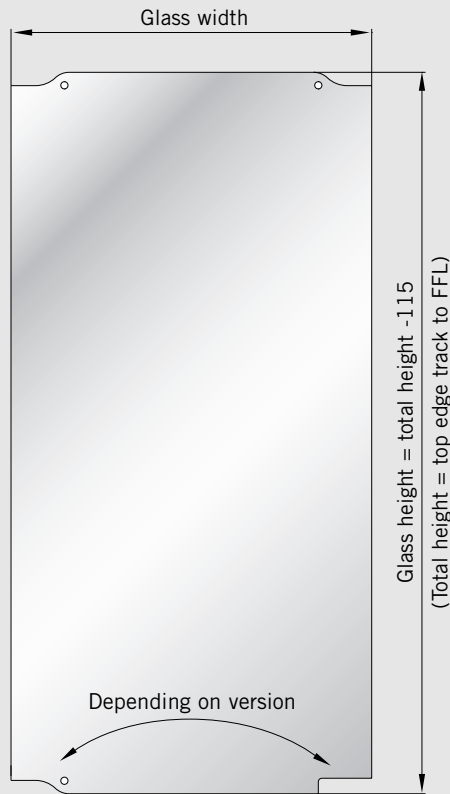 Glass width
Glass height = total height -115
(Total height = top edge track to FFL)
Depending on version